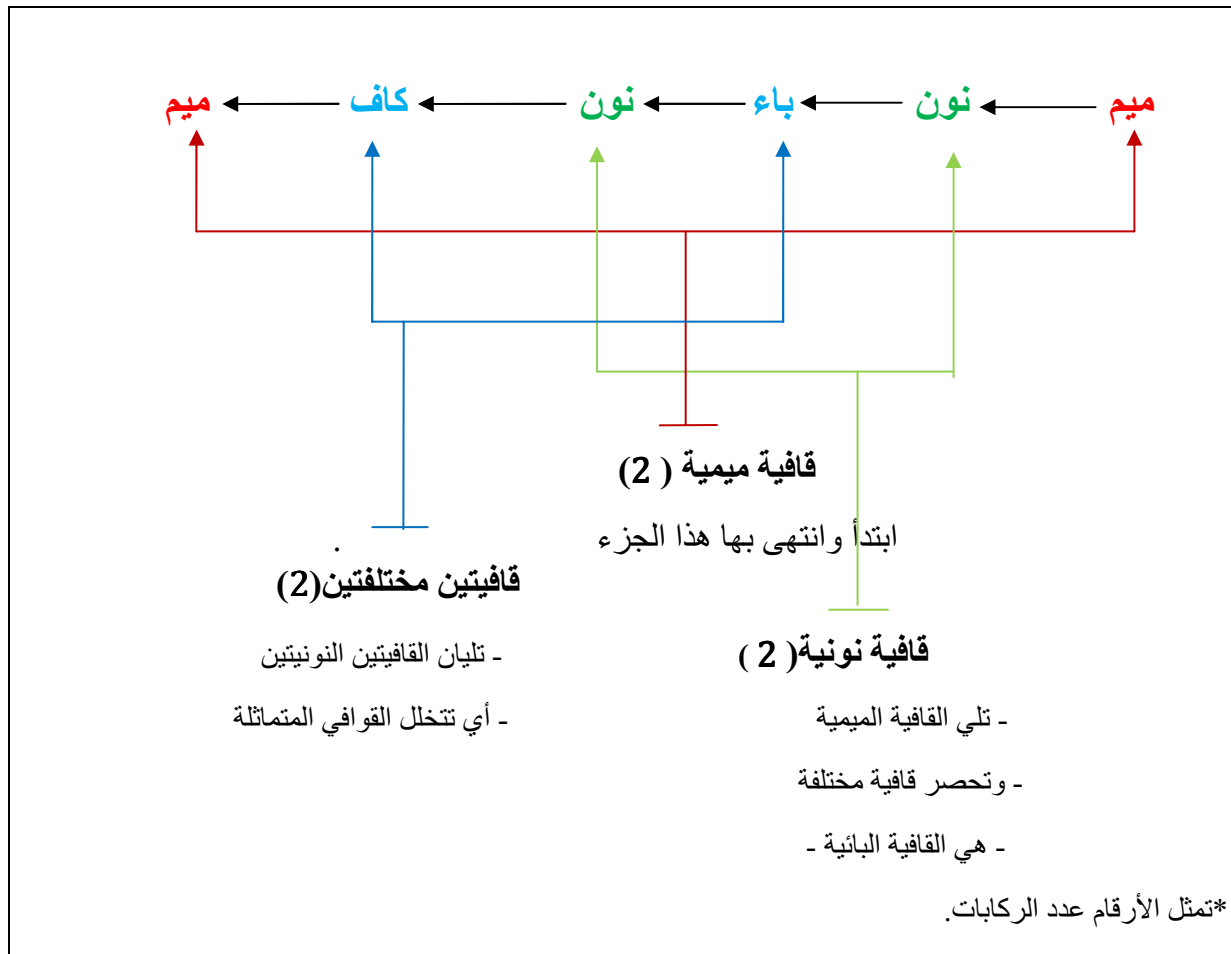 ميم نون باء نون كاف ميم
قافية ميمية ( 2)
ابتدأ وانتهى بها هذا الجزء
.
قافيتين مختلفتين(2)
- تليان القافيتين النونيتين
- أي تتخلل القوافي المتماثلة
قافية نونية( 2 )
- تلي القافية الميمية
- وتحصر قافية مختلفة
- هي القافية البائية -
*تمثل الأرقام عدد الركابات.